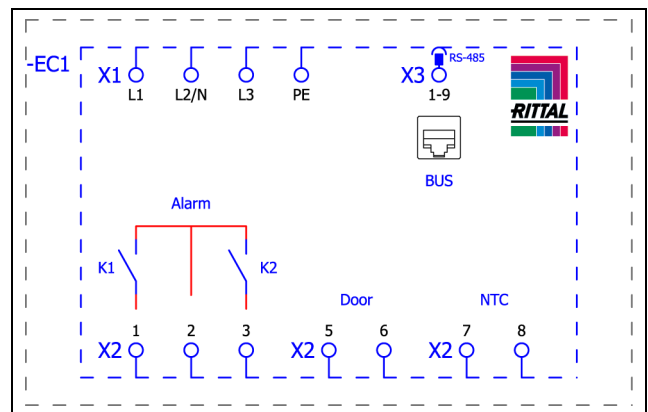 -EC1
X1 L1 L2/N L3 PE
X3 RS-485
1-9
RITTAL
BUS
Alarm
K1 K2
Door NTC
1 2 3 5 6 7 8
X2 X2 X2